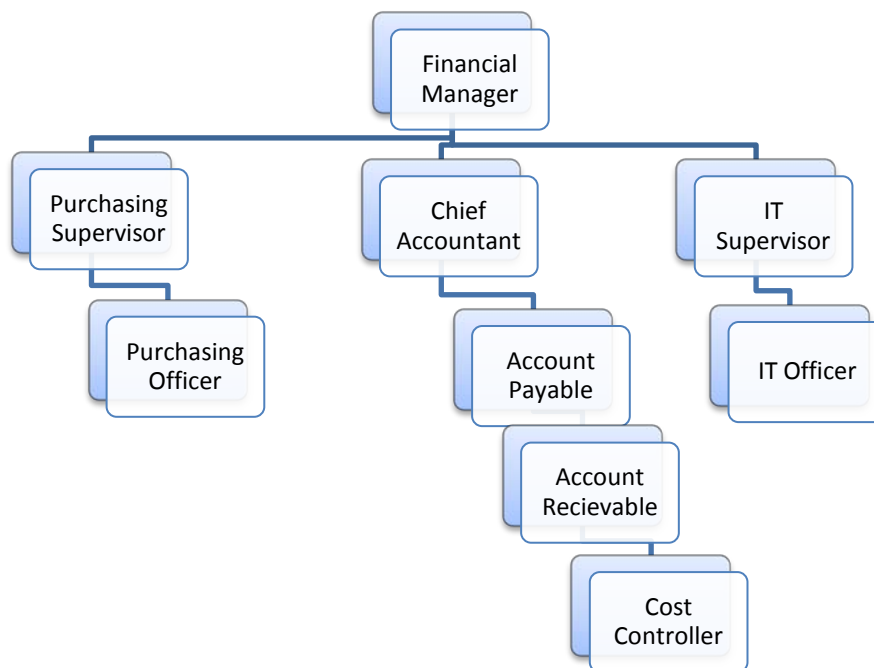 Financial
Manager
Purchasing
Supervisor
Chief
Accountant
IT
Supervisor
Purchasing
Officer
Account
Payable
IT Officer
Account
Recievable
Cost
Controller